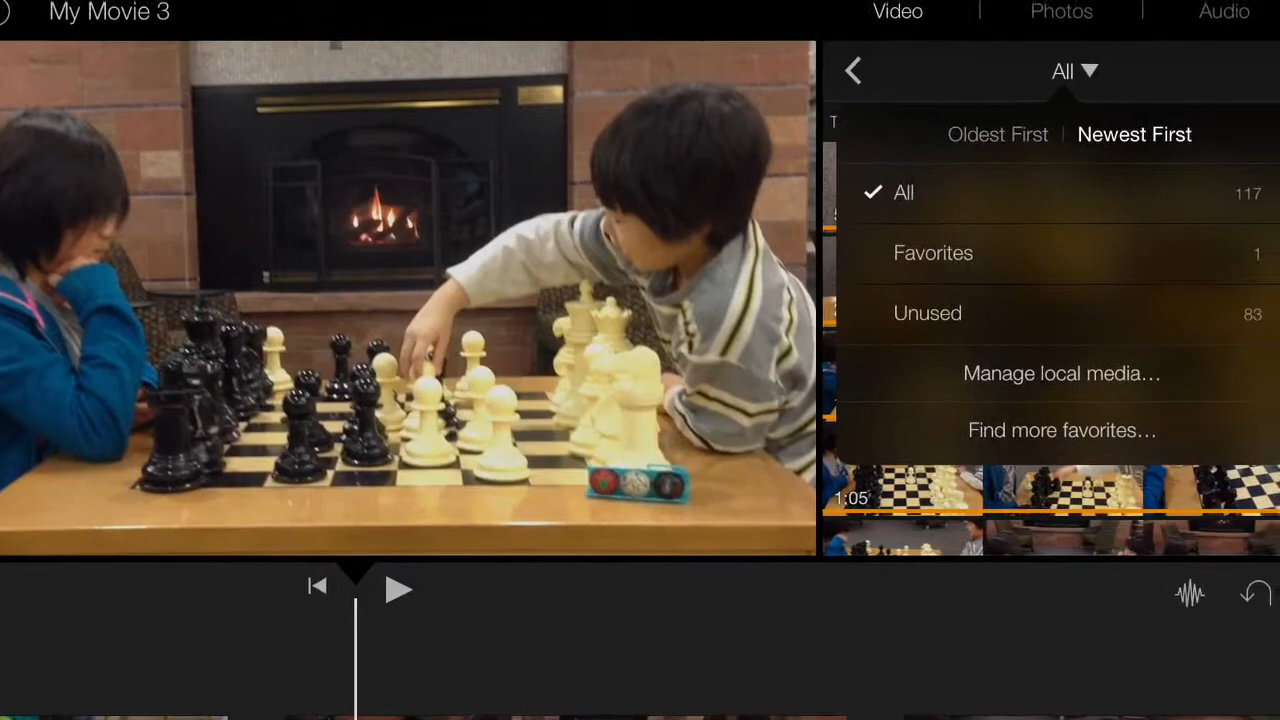 My Movie 3
Video
Photos
Audio
All
Oldest First
Newest First
All 117
Favorites 1
Unused 83
Manage local media…
Find more favorites…
1:05